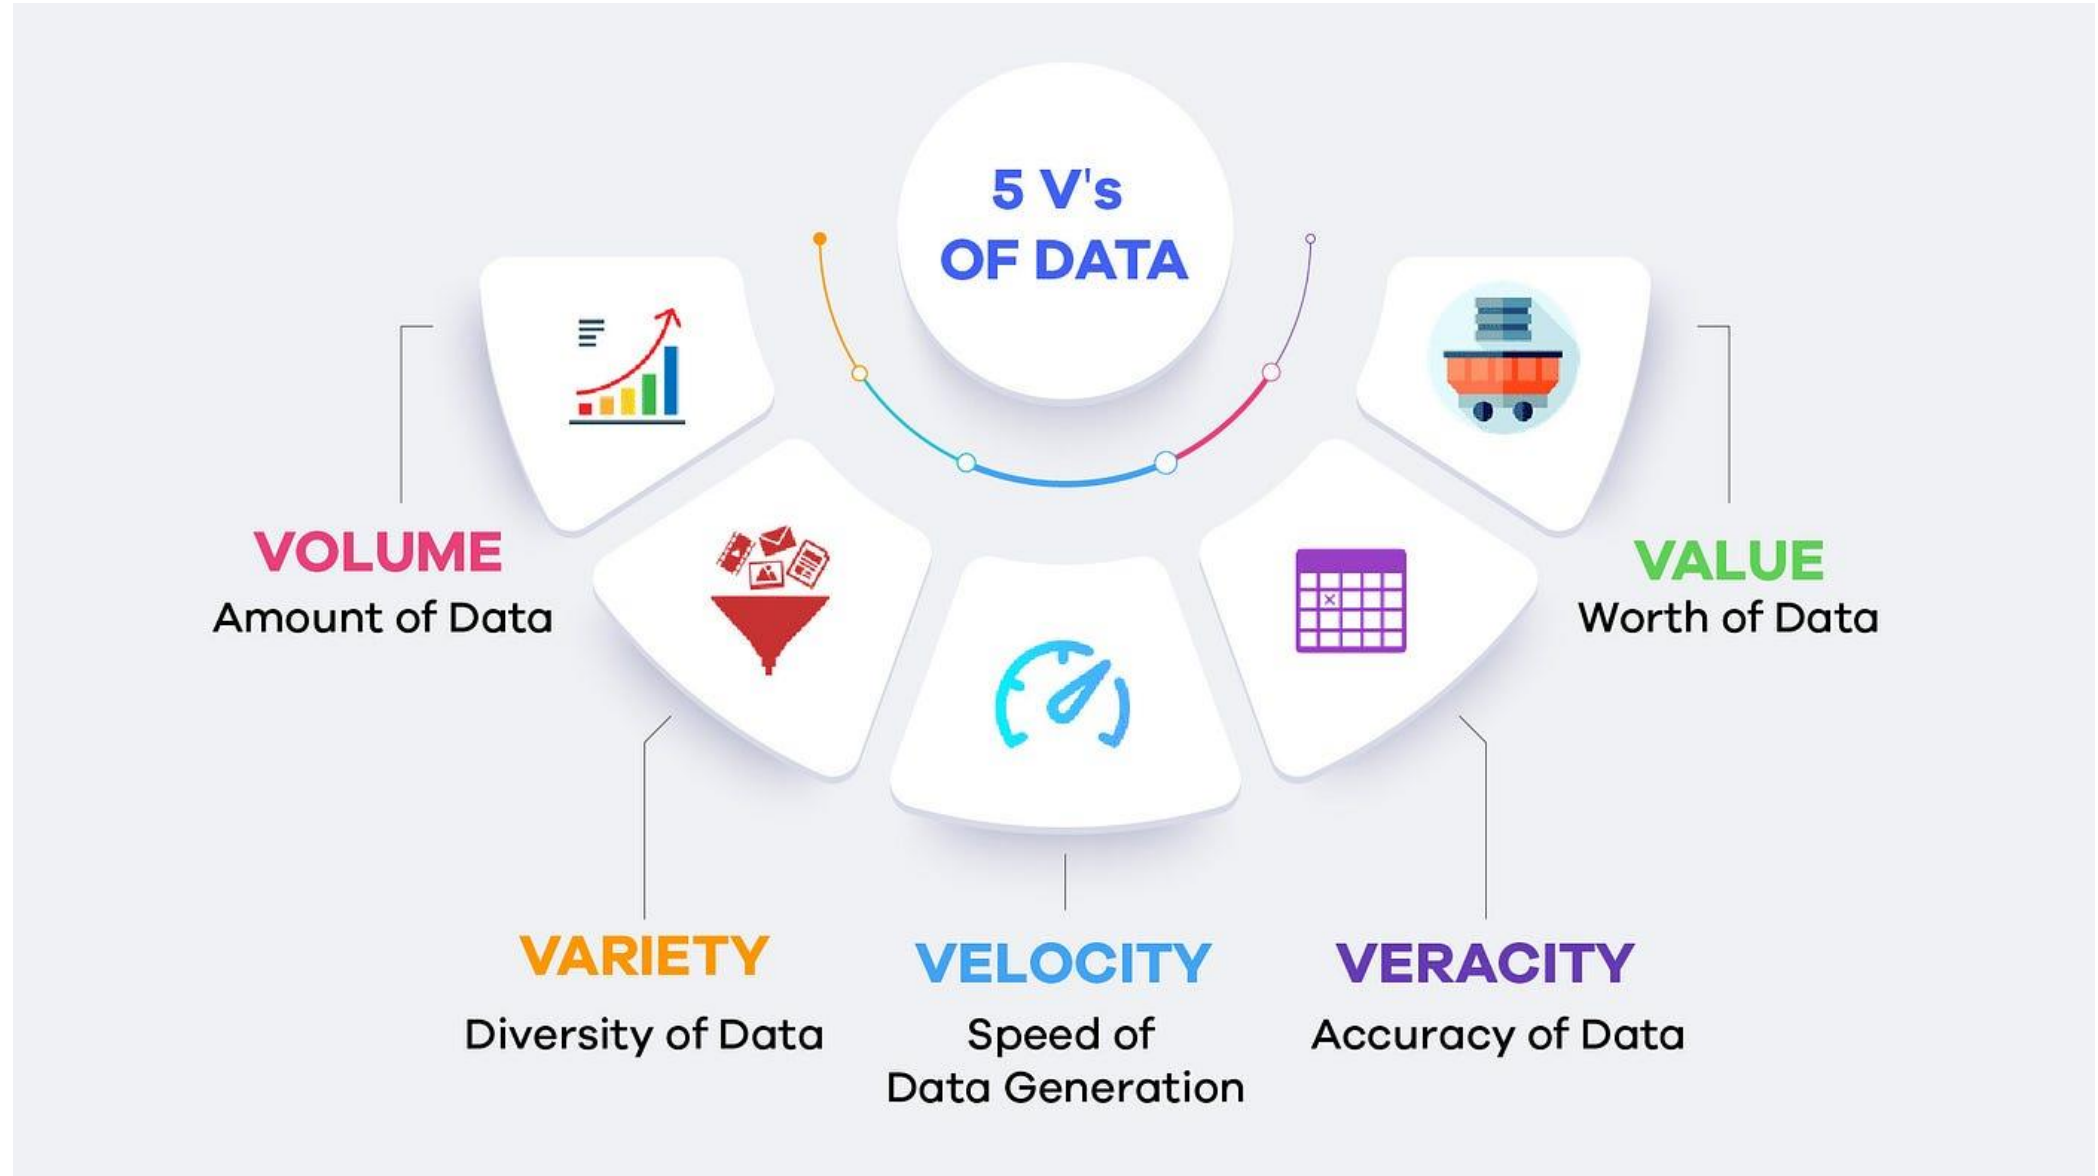 5 V's
OF DATA
VOLUME
Amount of Data
VARIETY
Diversity of Data
VELOCITY
Speed of
Data Generation
VERACITY
Accuracy of Data
VALUE
Worth of Data